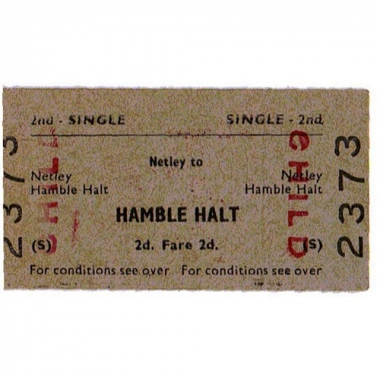 2nd - SINGLE SINGLE - 2nd
Netley to
Netley Netley
Hamble Halt Hamble Halt
HAMBLE HALT
(S) 2d. Fare 2d. (S)
For conditions see over For conditions see over
2373
2373
CHILD
CHILD